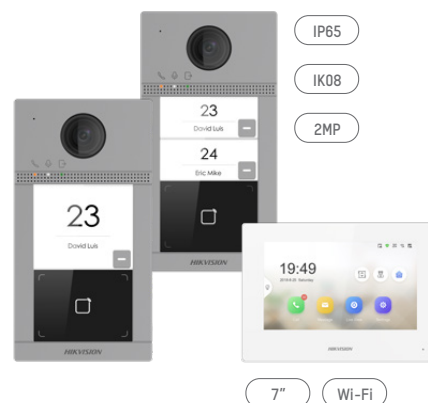 IP65
IK08
2MP
23
David Luis
24
Eric Mike
HIKVISION
23
David Luis
HIKVISION
19:49
HIKVISION
7"
Wi-Fi